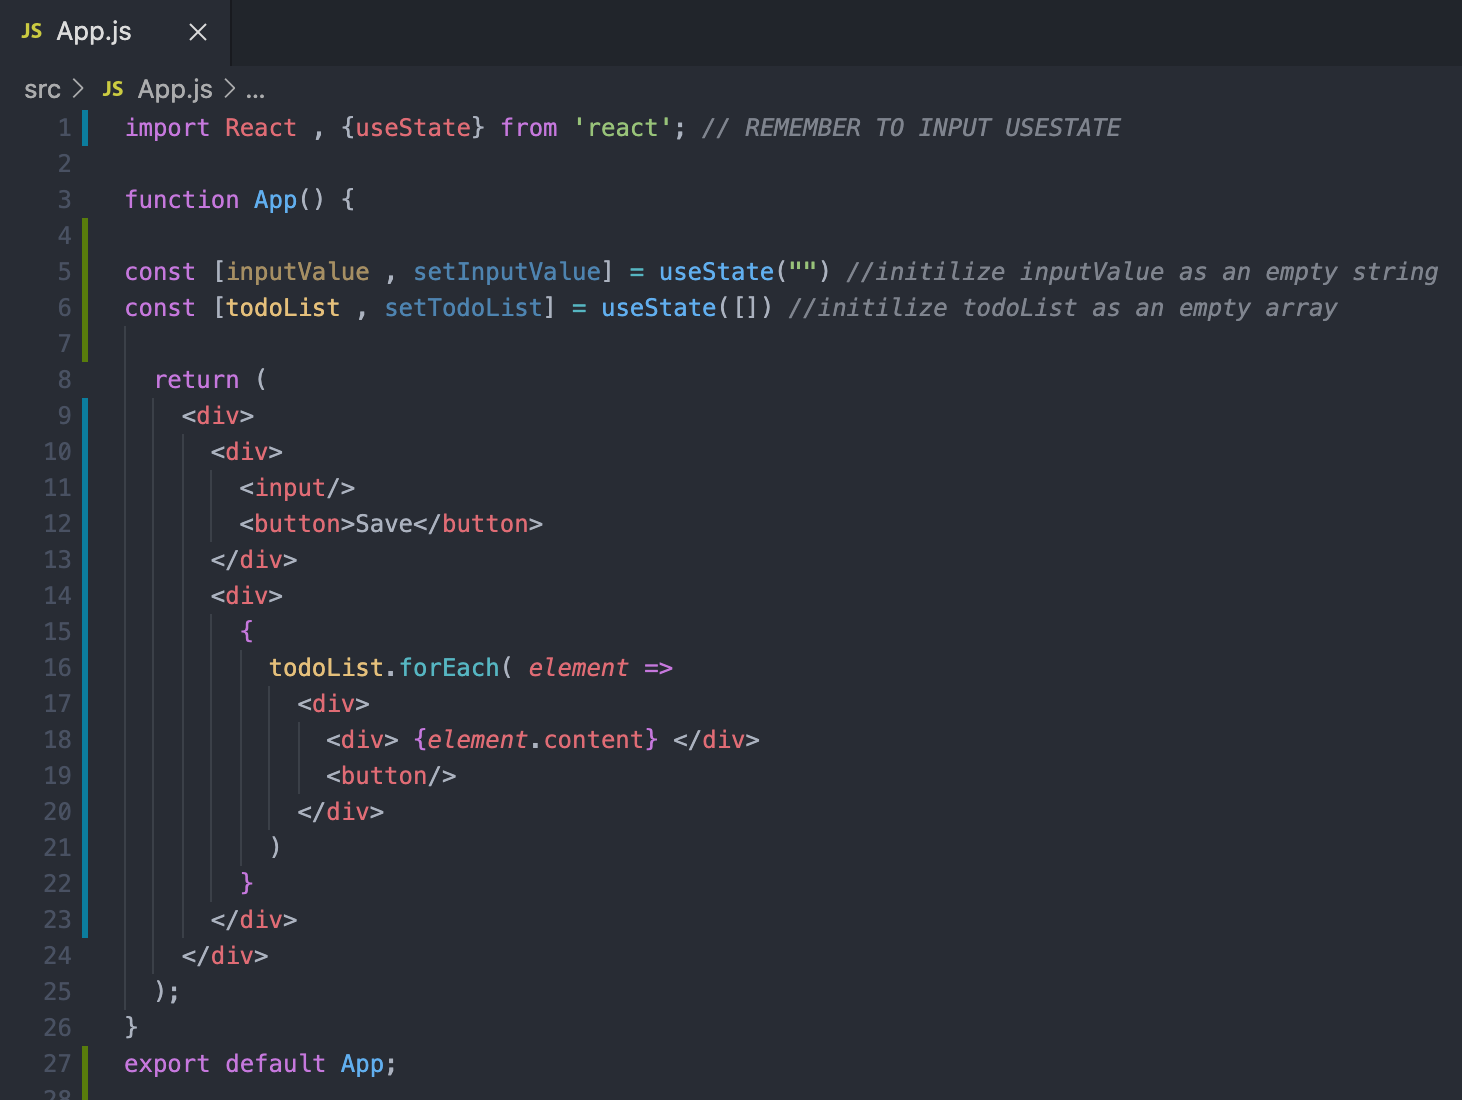 JS App.js ×
src > JS App.js > ...
1 import React , {useState} from 'react'; // REMEMBER TO INPUT USESTATE
2
3 function App() {
4
5 const [inputValue , setInputValue] = useState("") //initilize inputValue as an empty string
6 const [todoList , setTodoList] = useState([]) //initilize todoList as an empty array
7
8 return (
9 <div>
10 <div>
11 <input/>
12 <button>Save</button>
13 </div>
14 <div>
15 {
16 todoList.forEach( element =>
17 <div>
18 <div> {element.content} </div>
19 <button/>
20 </div>
21 )
22 }
23 </div>
24 </div>
25 );
26 }
27 export default App;
28